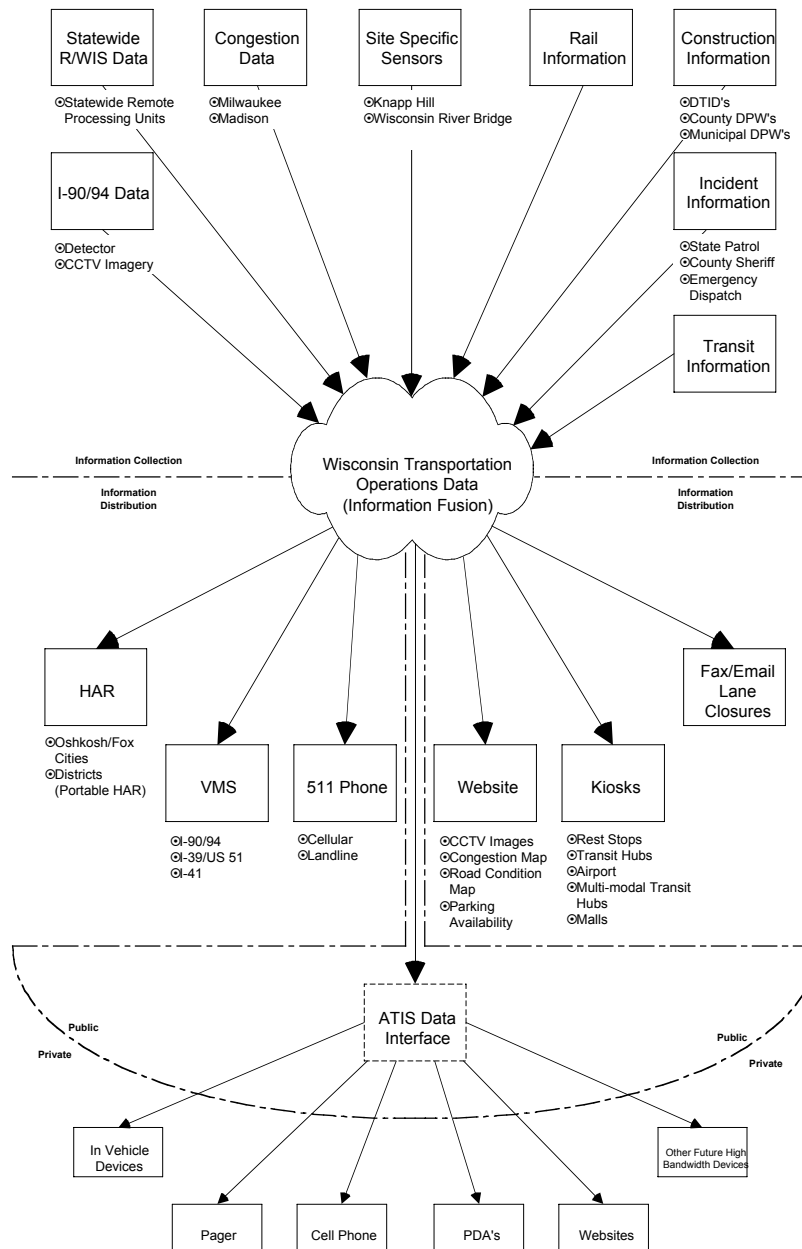 Statewide
R/WIS Data
Congestion
Data
Site Specific
Sensors
Rail
Information
Construction
Information
Statewide Remote
Processing Units
Milwaukee
Madison
Knapp Hill
Wisconsin River Bridge
DTID's
County DPW's
Municipal DPW's
I-90/94 Data
Incident
Information
Detector
CCTV Imagery
State Patrol
County Sheriff
Emergency
Dispatch
Transit
Information
Information Collection
Information Collection
Wisconsin Transportation
Operations Data
(Information Fusion)
Information
Distribution
Information
Distribution
HAR
Fax/Email
Lane
Closures
Oshkosh/Fox
Cities
Districts
(Portable HAR)
VMS
511 Phone
Website
Kiosks
I-90/94
I-39/US 51
I-41
Cellular
Landline
CCTV Images
Congestion Map
Road Condition
Map
Parking
Availability
Rest Stops
Transit Hubs
Airport
Multi-modal Transit
Hubs
Malls
ATIS Data
Interface
Public
Private
Public
Private
In Vehicle
Devices
Other Future High
Bandwidth Devices
Pager
Cell Phone
PDA's
Websites